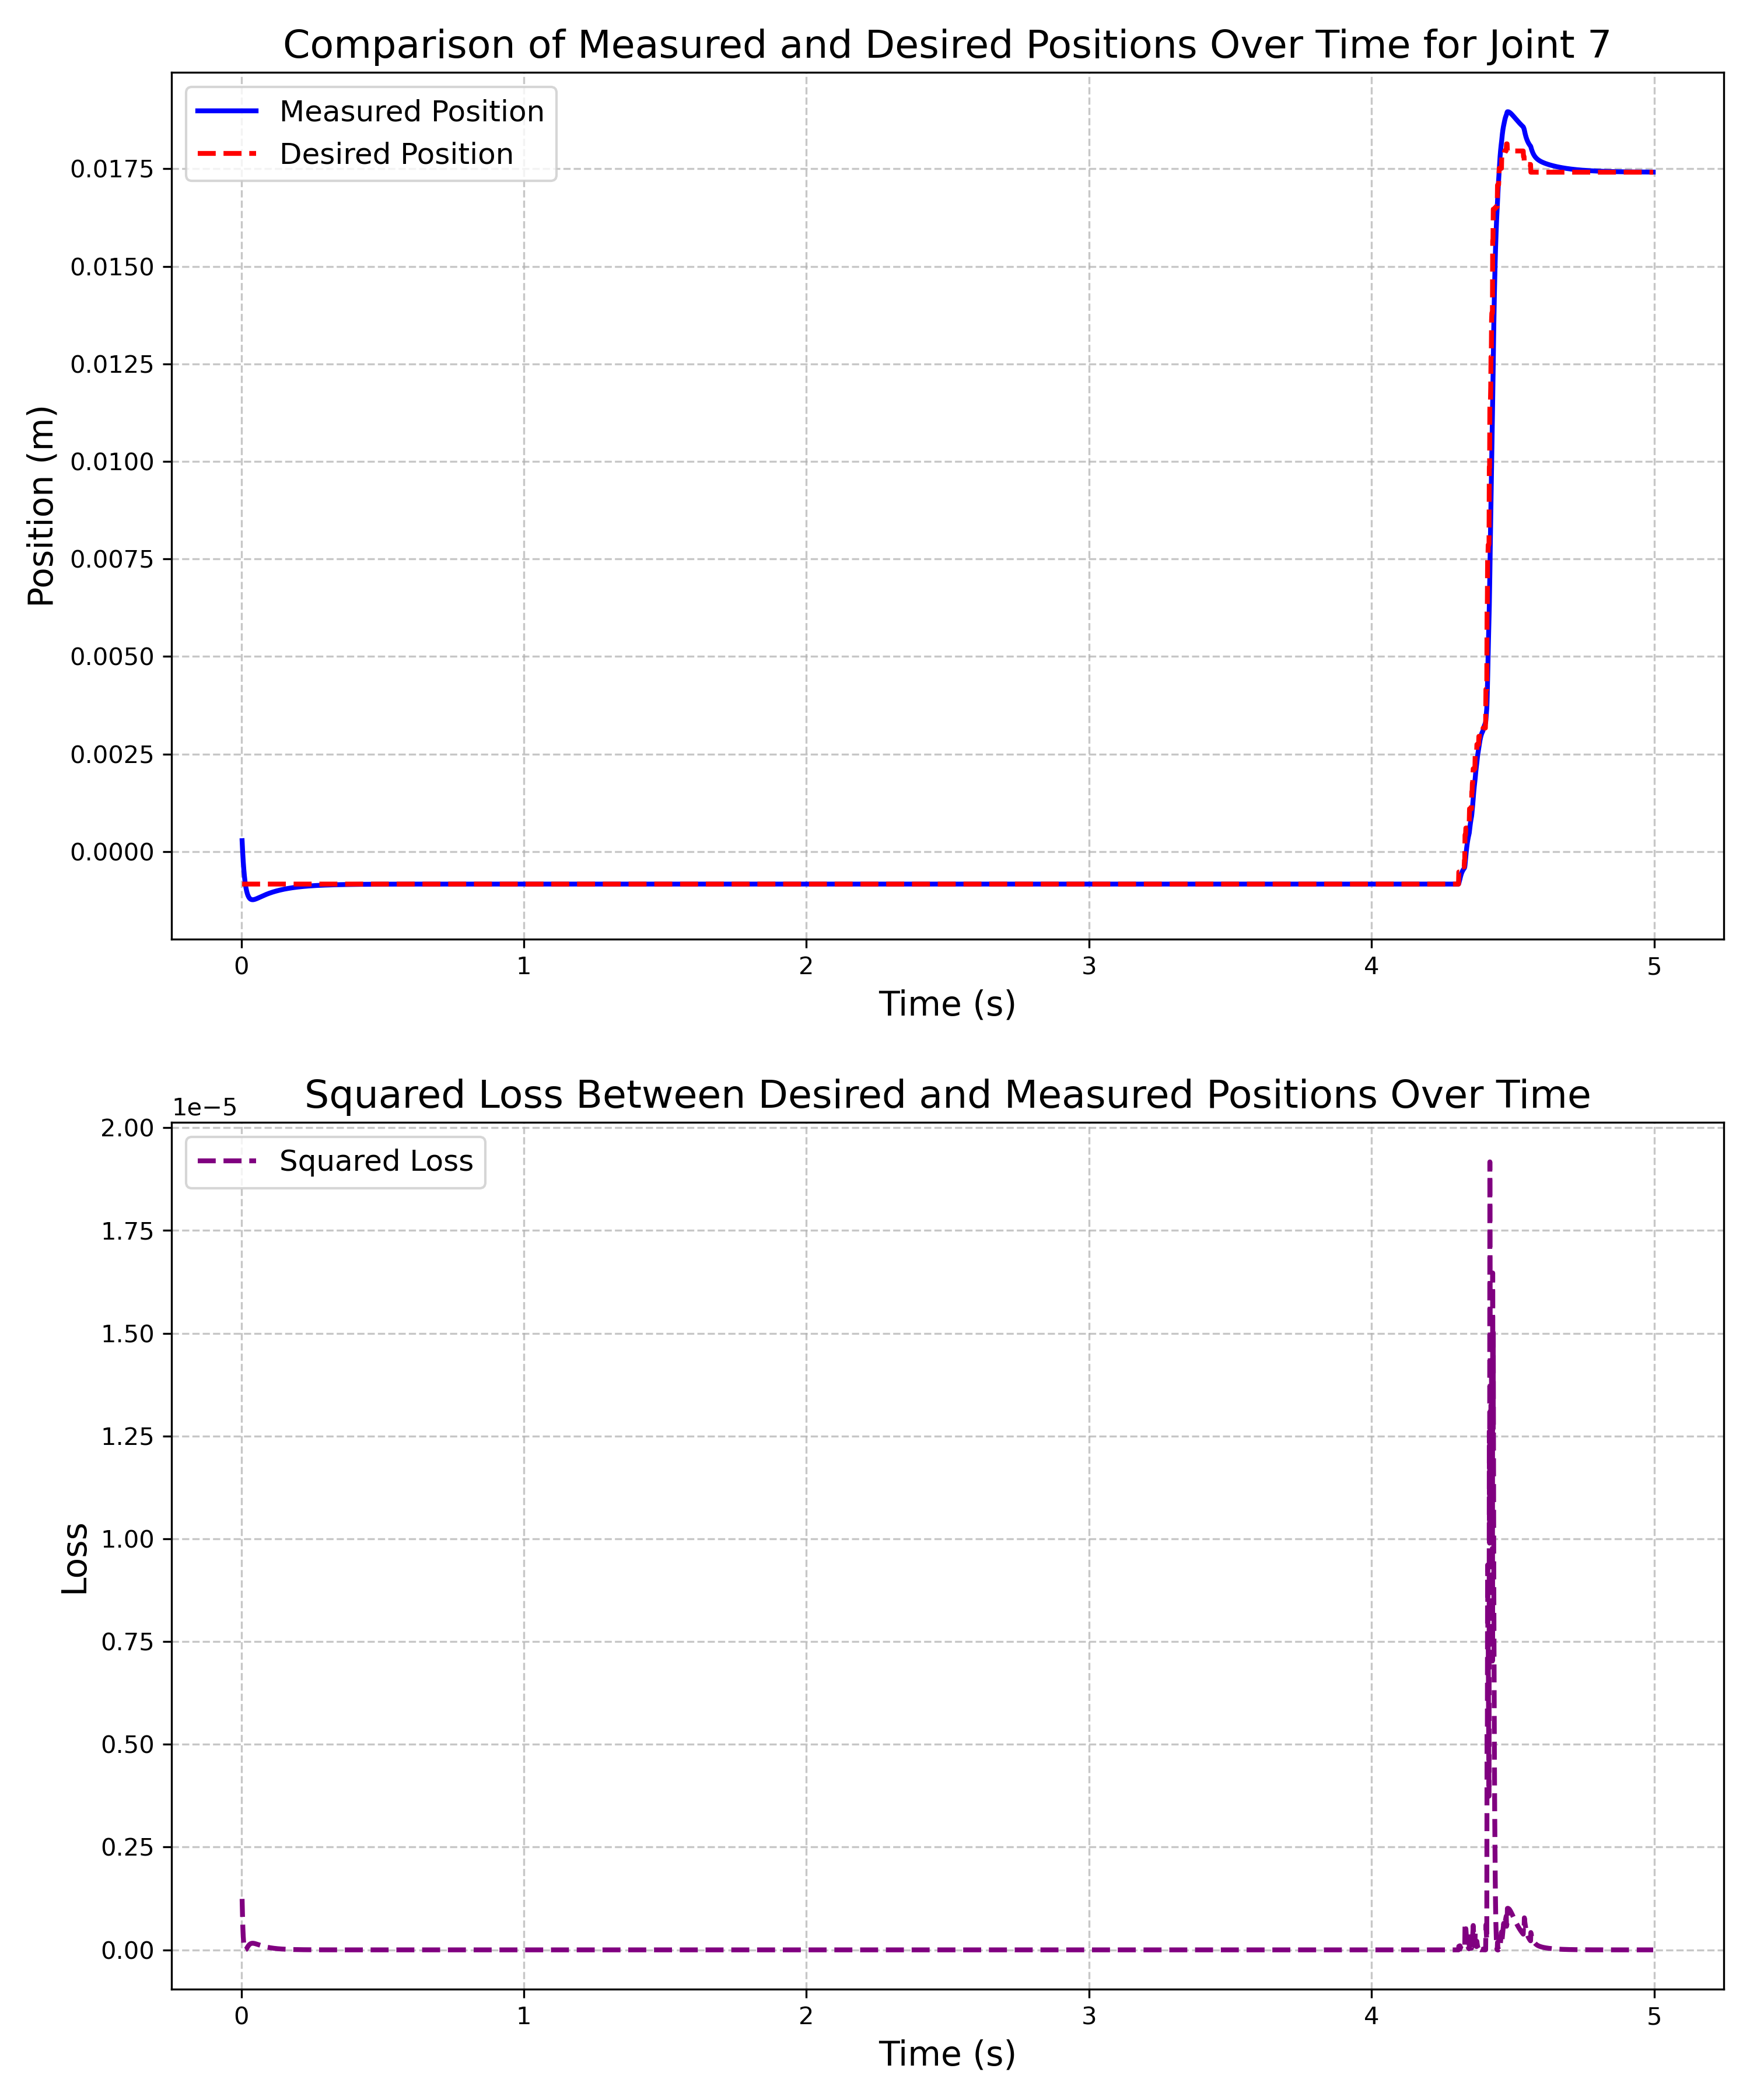 Comparison of Measured and Desired Positions Over Time for Joint 7
Measured Position
Desired Position
0.0175
0.0150
0.0125
0.0100
0.0075
0.0050
0.0025
0.0000
Position (m)
0 1 2 3 4 5
Time (s)
Squared Loss Between Desired and Measured Positions Over Time
1e−5
Squared Loss
2.00
1.75
1.50
1.25
1.00
0.75
0.50
0.25
0.00
Loss
0 1 2 3 4 5
Time (s)